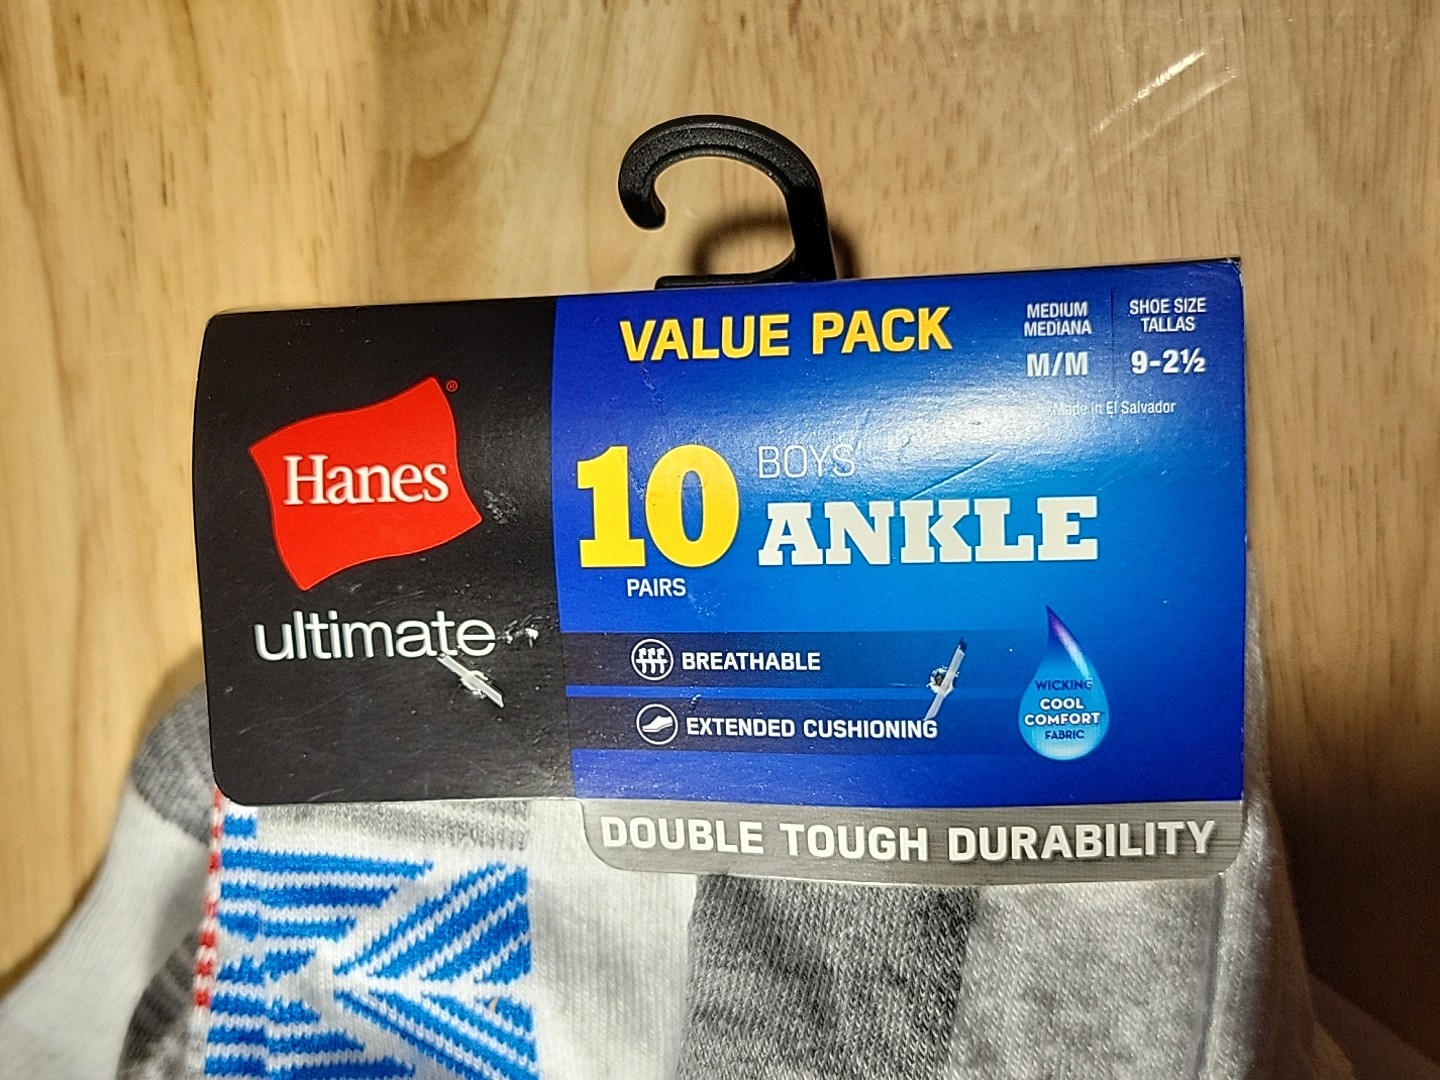 VALUE PACK
MEDIUM
MEDIANA
M/M
SHOE SIZE
TALLAS
9-2½
Made in El Salvador
Hanes®
ultimate
10
PAIRS
BOYS'
ANKLE
BREATHABLE
EXTENDED CUSHIONING
WICKING
COOL
COMFORT
FABRIC
DOUBLE TOUGH DURABILITY